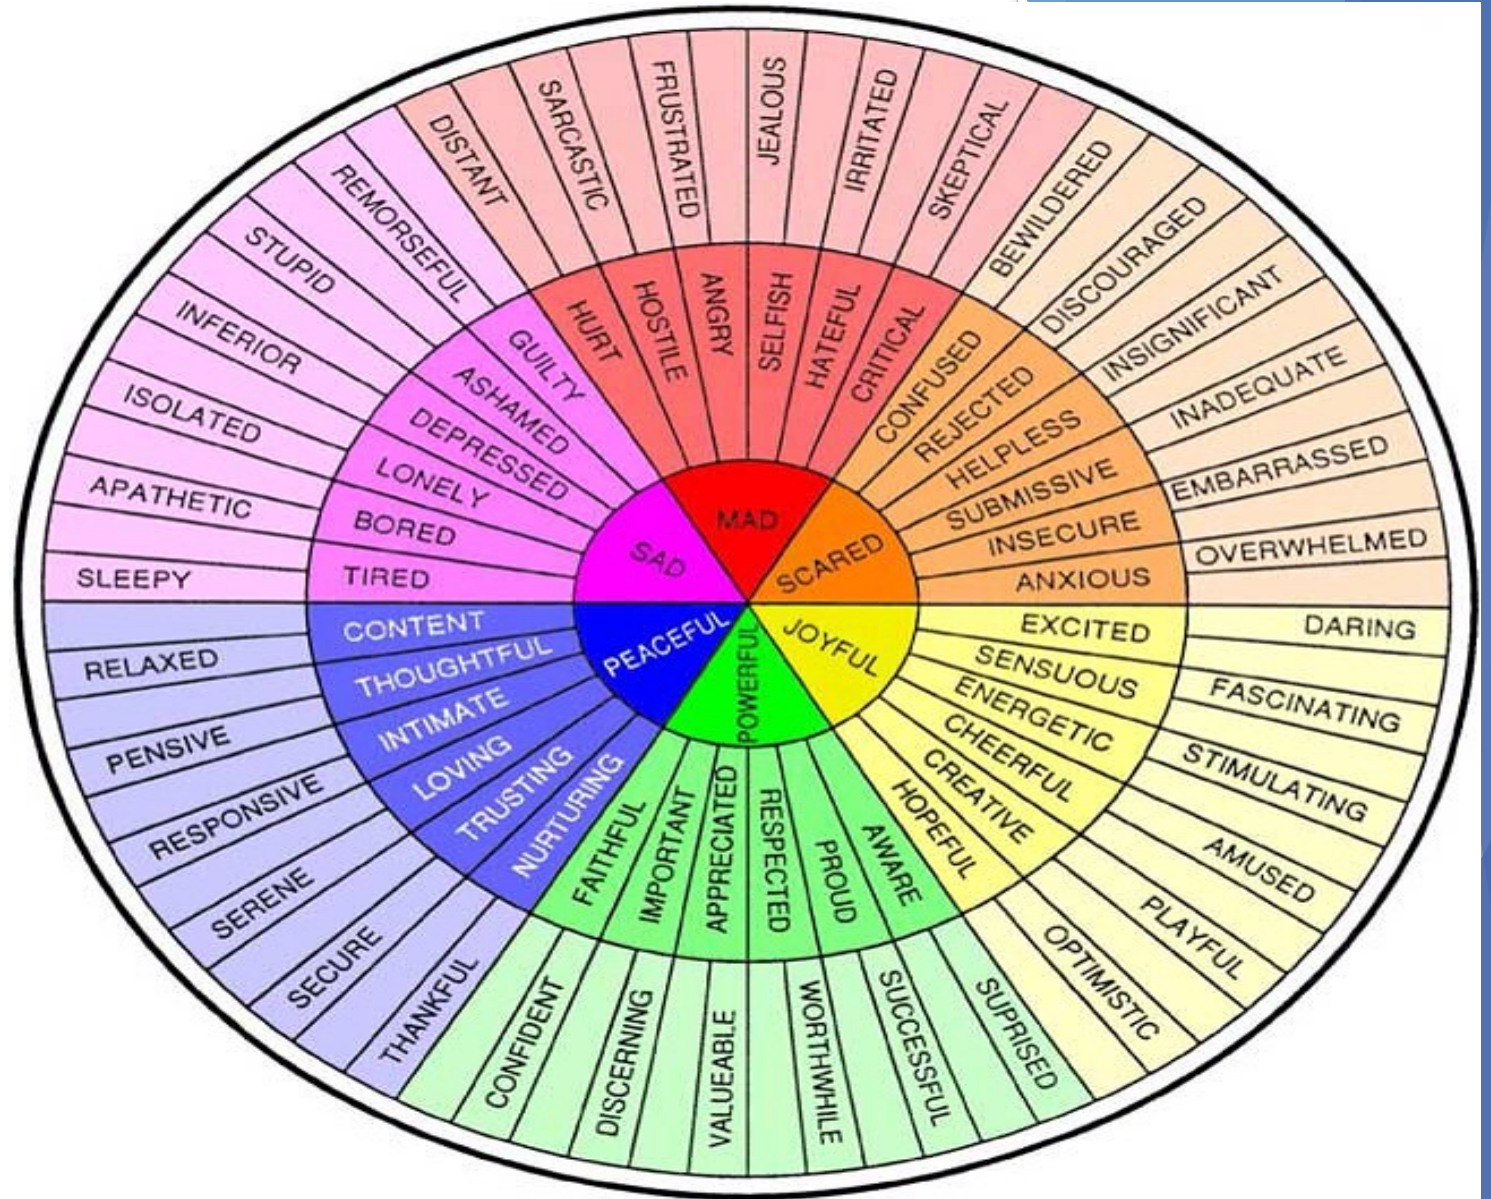 MAD
SCARED
JOYFUL
POWERFUL
PEACEFUL
SAD
HURT
HOSTILE
ANGRY
SELFISH
HATEFUL
CRITICAL
CONFUSED
REJECTED
HELPLESS
SUBMISSIVE
INSECURE
ANXIOUS
EXCITED
SENSUOUS
ENERGETIC
CHEERFUL
CREATIVE
HOPEFUL
AWARE
PROUD
RESPECTED
APPRECIATED
IMPORTANT
FAITHFUL
NURTURING
TRUSTING
LOVING
INTIMATE
THOUGHTFUL
CONTENT
TIRED
BORED
LONELY
DEPRESSED
ASHAMED
GUILTY
DISTANT
SARCASTIC
FRUSTRATED
JEALOUS
IRRITATED
SKEPTICAL
BEWILDERED
DISCOURAGED
INSIGNIFICANT
INADEQUATE
EMBARRASSED
OVERWHELMED
DARING
FASCINATING
STIMULATING
AMUSED
PLAYFUL
OPTIMISTIC
SUPRISED
SUCCESSFUL
WORTHWHILE
VALUEABLE
DISCERNING
CONFIDENT
THANKFUL
SECURE
SERENE
RESPONSIVE
PENSIVE
RELAXED
SLEEPY
APATHETIC
ISOLATED
INFERIOR
STUPID
REMORSEFUL